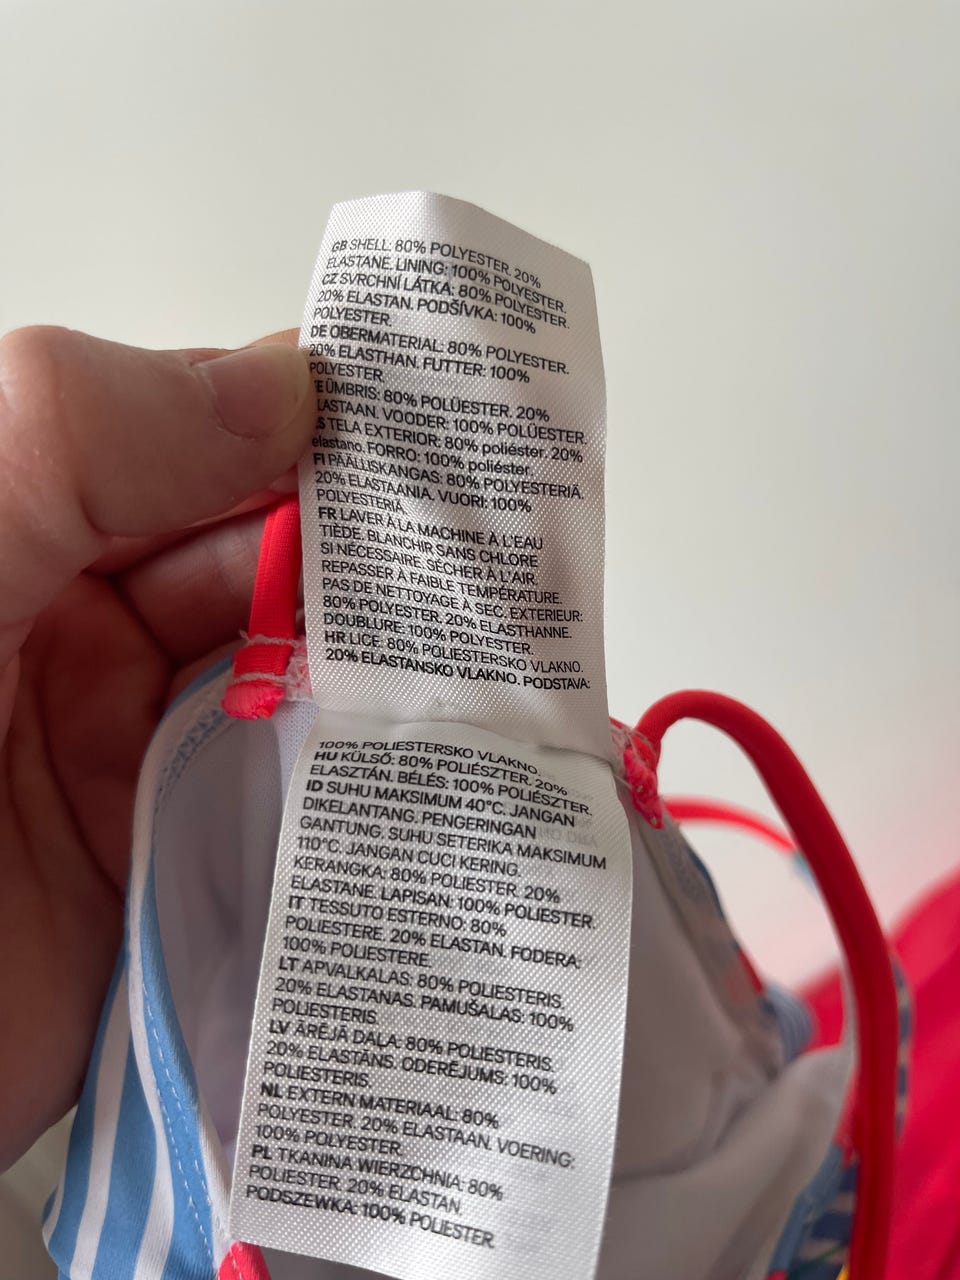 GB SHELL: 80% POLYESTER. 20%
ELASTANE. LINING: 100% POLYESTER.
CZ SVRCHNÍ LÁTKA: 80% POLYESTER.
20% ELASTAN. PODŠÍVKA: 100%
POLYESTER.
DE OBERMATERIAL: 80% POLYESTER.
20% ELASTHAN. FUTTER: 100%
POLYESTER.
EE ÜMBRIS: 80% POLÜESTER. 20%
ELASTAAN. VOODER: 100% POLÜESTER.
ES TELA EXTERIOR: 80% poliéster. 20%
elastano. FORRO: 100% poliéster.
FI PÄÄLLISKANGAS: 80% POLYESTERIÄ.
20% ELASTAANIA. VUORI: 100%
POLYESTERIÄ
FR LAVER À LA MACHINE À L'EAU
TIÈDE. BLANCHIR SANS CHLORE
SI NÉCESSAIRE. SÉCHER À L'AIR.
REPASSER À FAIBLE TEMPÉRATURE.
PAS DE NETTOYAGE À SEC. EXTERIEUR:
80% POLYESTER. 20% ELASTHANNE.
DOUBLURE: 100% POLYESTER.
HR LICE: 80% POLIESTERSKO VLAKNO.
20% ELASTANSKO VLAKNO. PODSTAVA:
100% POLIESTERSKO VLAKNO.
HU KÜLSŐ: 80% POLIÉSZTER. 20%
ELASZTÁN. BÉLÉS: 100% POLIÉSZTER.
ID SUHU MAKSIMUM 40°C. JANGAN
DIKELANTANG. PENGERINGAN
GANTUNG. SUHU SETERIKA MAKSIMUM
110°C. JANGAN CUCI KERING.
KERANGKA: 80% POLIESTER. 20%
ELASTANE. LAPISAN: 100% POLIESTER.
IT TESSUTO ESTERNO: 80%
POLIESTERE. 20% ELASTAN. FODERA:
100% POLIESTERE.
LT APVALKALAS: 80% POLIESTERIS.
20% ELASTANAS. PAMUŠALAS: 100%
POLIESTERIS.
LV ĀRĒJĀ DAĻA: 80% POLIESTERIS.
20% ELASTĀNS. ODERĒJUMS: 100%
POLIESTERIS.
NL EXTERN MATERIAAL: 80%
POLYESTER. 20% ELASTAAN. VOERING:
100% POLYESTER.
PL TKANINA WIERZCHNIA: 80%
POLIESTER. 20% ELASTAN.
PODSZEWKA: 100% POLIESTER.